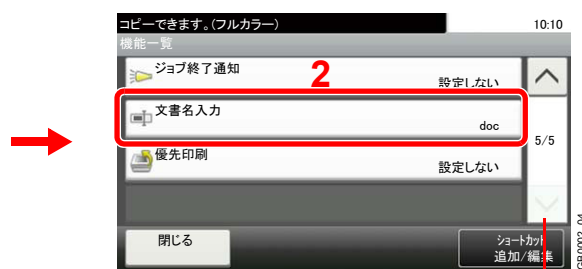 コピーできます。(フルカラー)
10:10
機能一覧
ジョブ終了通知
2
設定しない
文書名入力
doc
5/5
優先印刷
設定しない
閉じる
ショートカット
追加/編集
GB0002_04